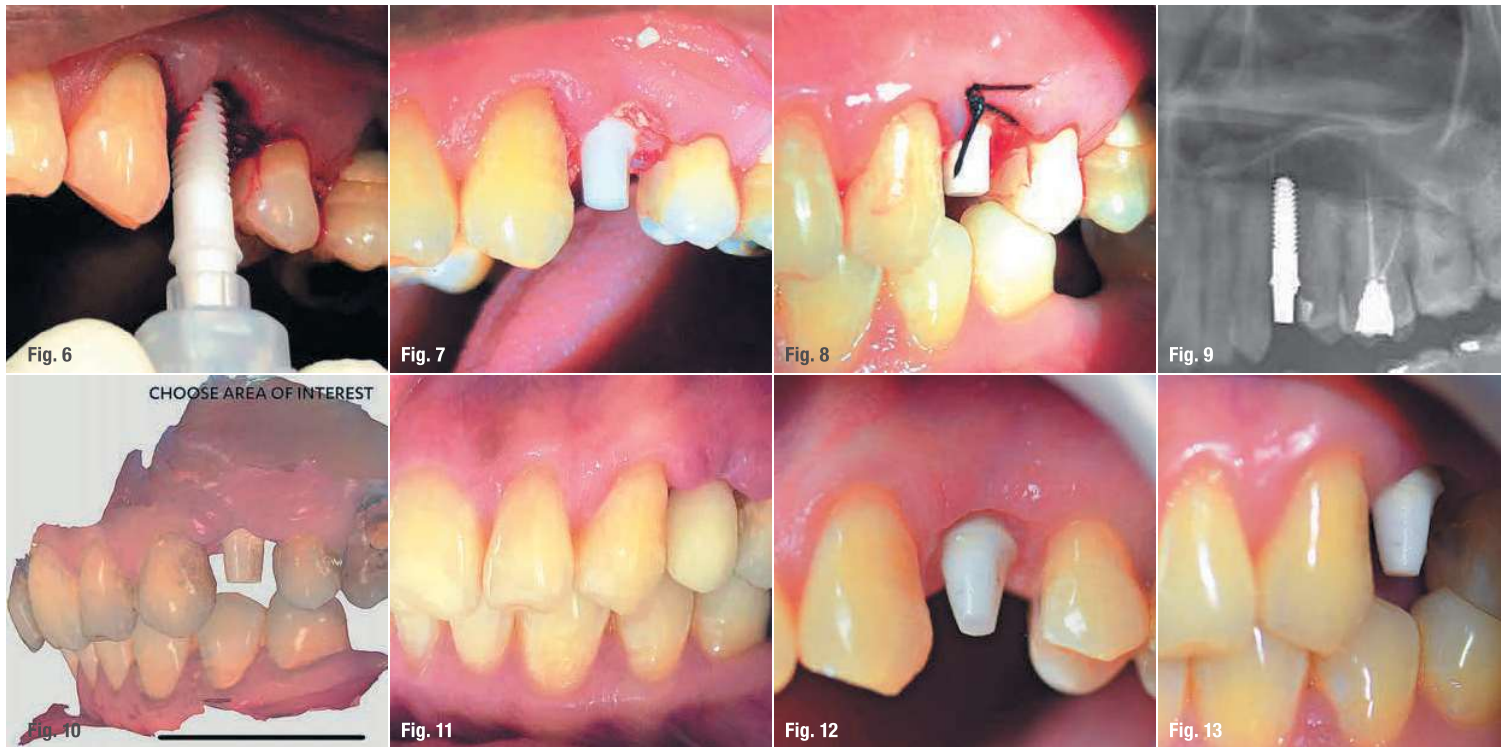 Fig. 6
Fig. 7
Fig. 8
Fig. 9
CHOOSE AREA OF INTEREST
Fig. 10
Fig. 11
Fig. 12
Fig. 13